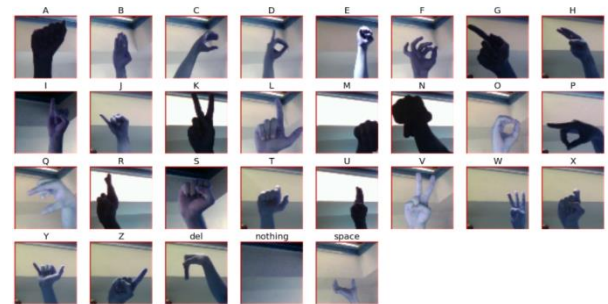 A B C D E F G H
I J K L M N O P
Q R S T U V W X
Y Z del nothing space